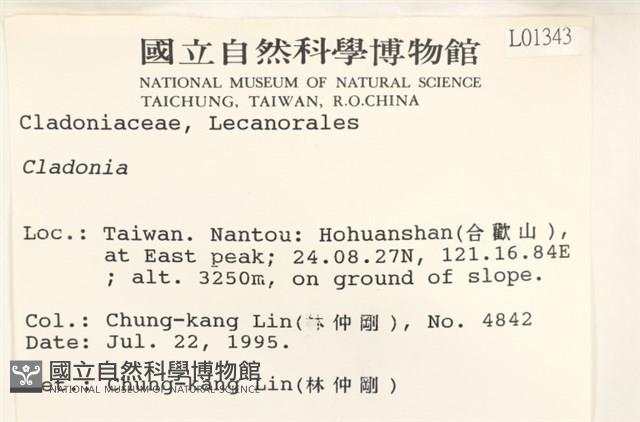 國立自然科學博物館
L01343
NATIONAL MUSEUM OF NATURAL SCIENCE
TAICHUNG, TAIWAN, R.O.CHINA
Cladoniaceae, Lecanorales
Cladonia
Loc.: Taiwan. Nantou: Hohuanshan(合歡山),
at East peak; 24.08.27N, 121.16.84E
; alt. 3250m, on ground of slope.
Col.: Chung-kang Lin(林仲剛), No. 4842
Date: Jul. 22, 1995.
國立自然科學博物館
NATIONAL MUSEUM OF NATURAL SCIENCE
Det.: Chung-kang Lin(林仲剛)